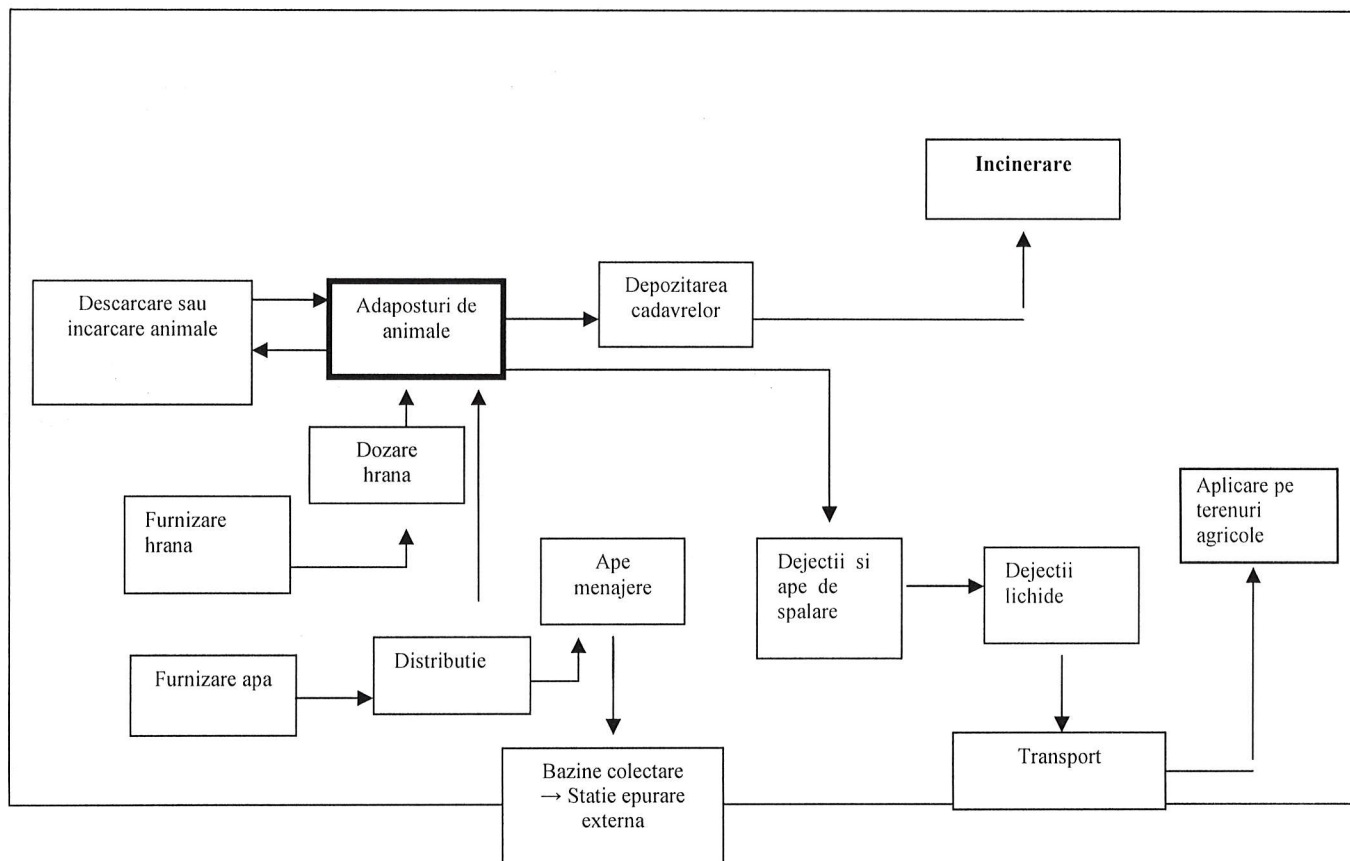 Incinerare
Descarcare sau
incarcare animale
Adaposturi de
animale
Depozitarea
cadavrelor
Dozare
hrana
Furnizare
hrana
Aplicare pe
terenuri
agricole
Ape
menajere
Dejectii si
ape de
spalare
Dejectii
lichide
Furnizare apa
Distributie
Bazine colectare
→ Statie epurare
externa
Transport